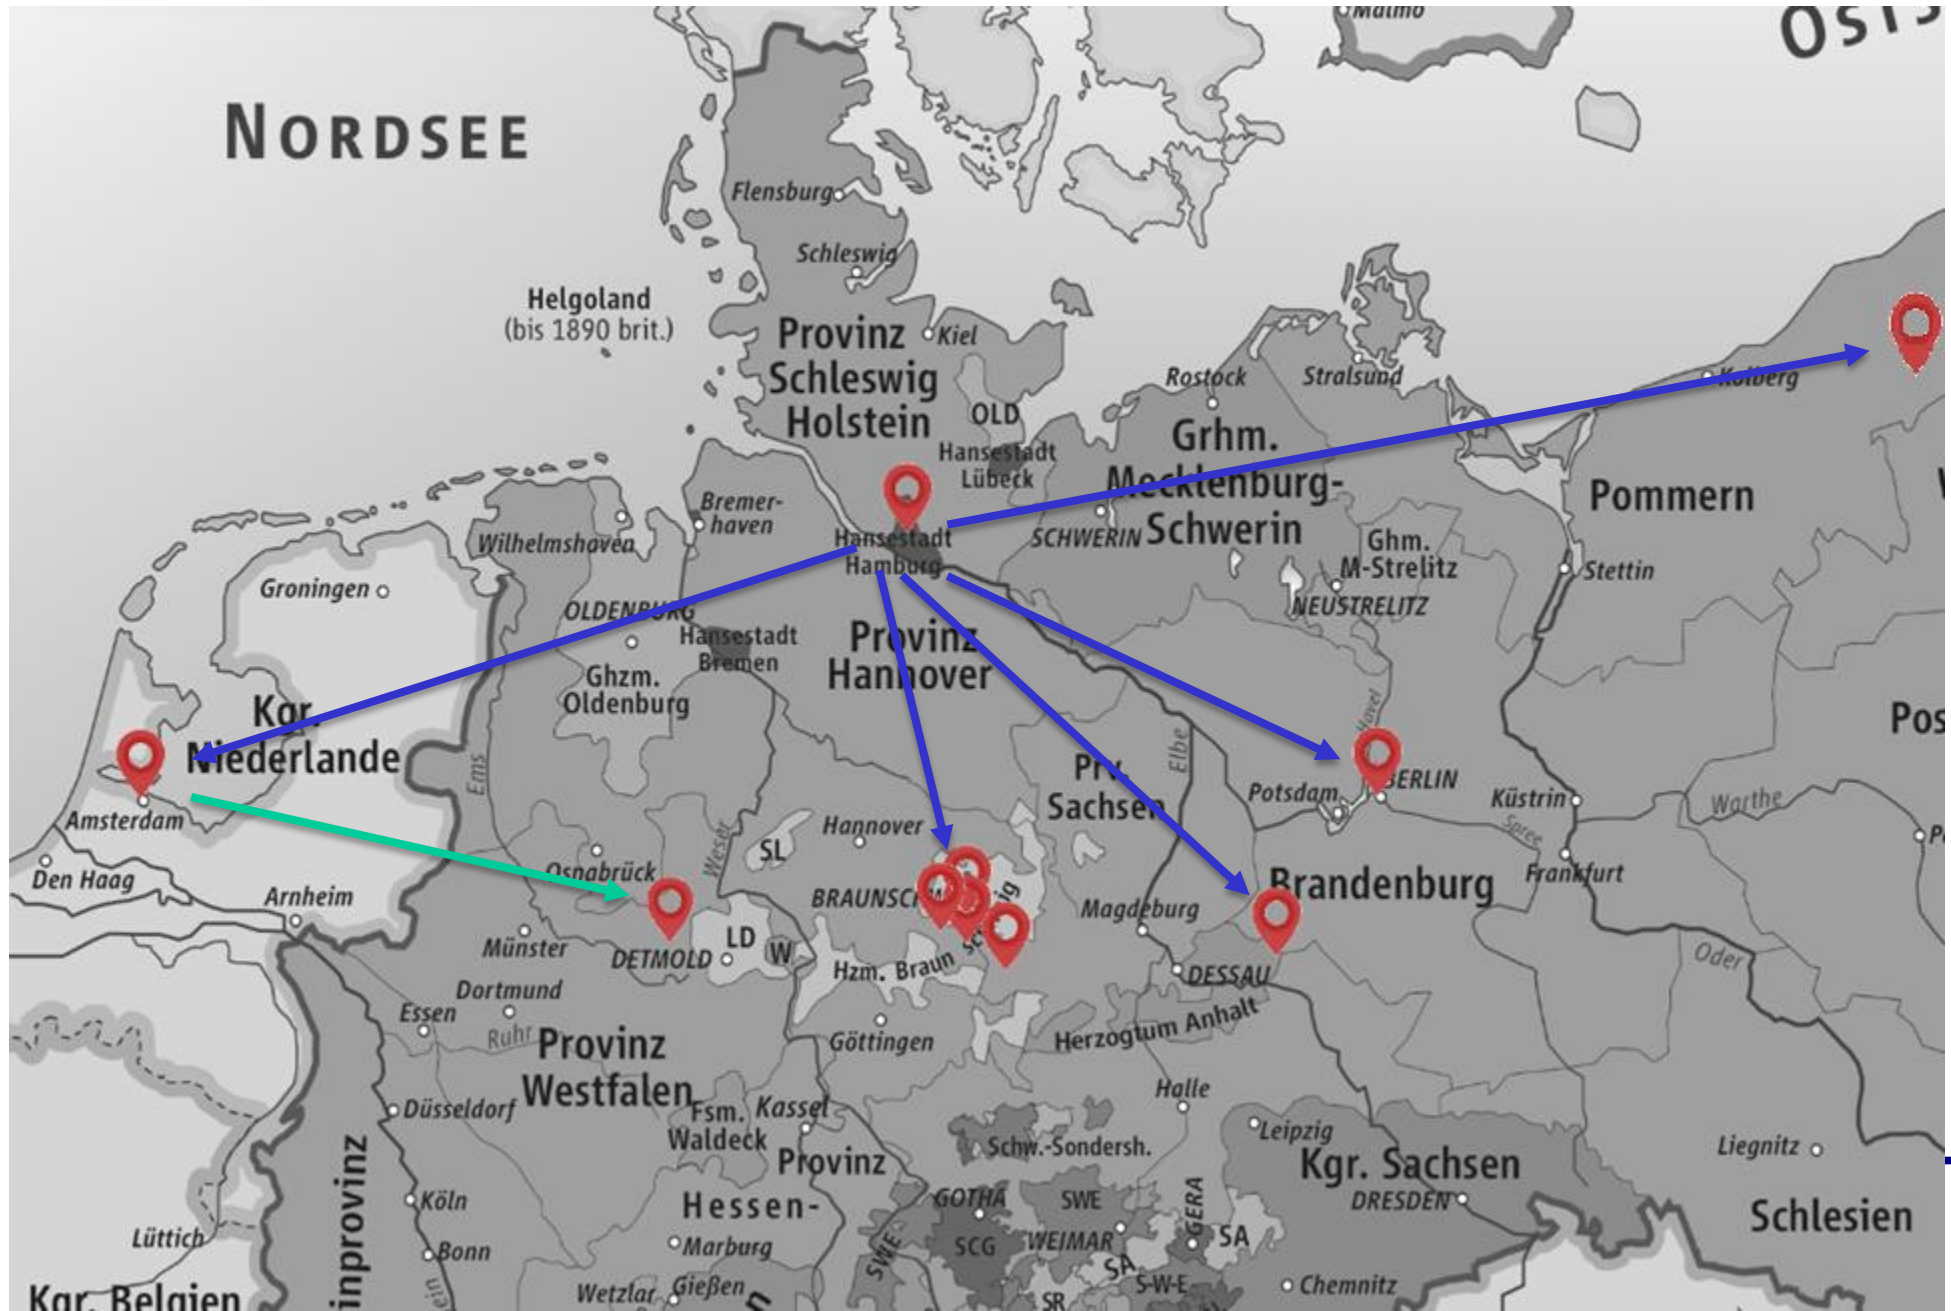 Malmö
NORDSEE
Flensburg
Schleswig
Helgoland
(bis 1890 brit.)
Provinz
Schleswig
Holstein
Kiel
OLD
Hansestadt
Lübeck
Rostock
Stralsund
Kolberg
Grhm.
Mecklenburg-
Schwerin
SCHWERIN
Pommern
Bremer-
haven
Wilhelmshaven
Hansestadt
Hamburg
Ghm.
M-Strelitz
NEUSTRELITZ
Stettin
Groningen
OLDENBURG
Hansestadt
Bremen
Ghzm.
Oldenburg
Provinz
Hannover
Kgr.
Niederlande
Amsterdam
Den Haag
Arnheim
Ems
Weser
Elbe
Havel
Prv.
Sachsen
Potsdam
BERLIN
Küstrin
Warthe
Spree
Frankfurt
Brandenburg
Hannover
SL
Osnabrück
Magdeburg
Münster
DETMOLD
LD
W
Hzm. Braun
DESSAU
Oder
Dortmund
Essen
Ruhr
Göttingen
Herzogtum Anhalt
Provinz
Westfalen
Halle
Düsseldorf
Fsm.
Waldeck
Kassel
Provinz
Hessen-
Schw.-Sondersh.
Leipzig
Kgr. Sachsen
DRESDEN
Liegnitz
Schlesien
Köln
GOTHA
SWE
GERA
Lüttich
Bonn
Marburg
SWE
SCG
WEIMAR
SA
SA
Wetzlar
Gießen
SR
S-W-E
Chemnitz
Kgr. Belgien